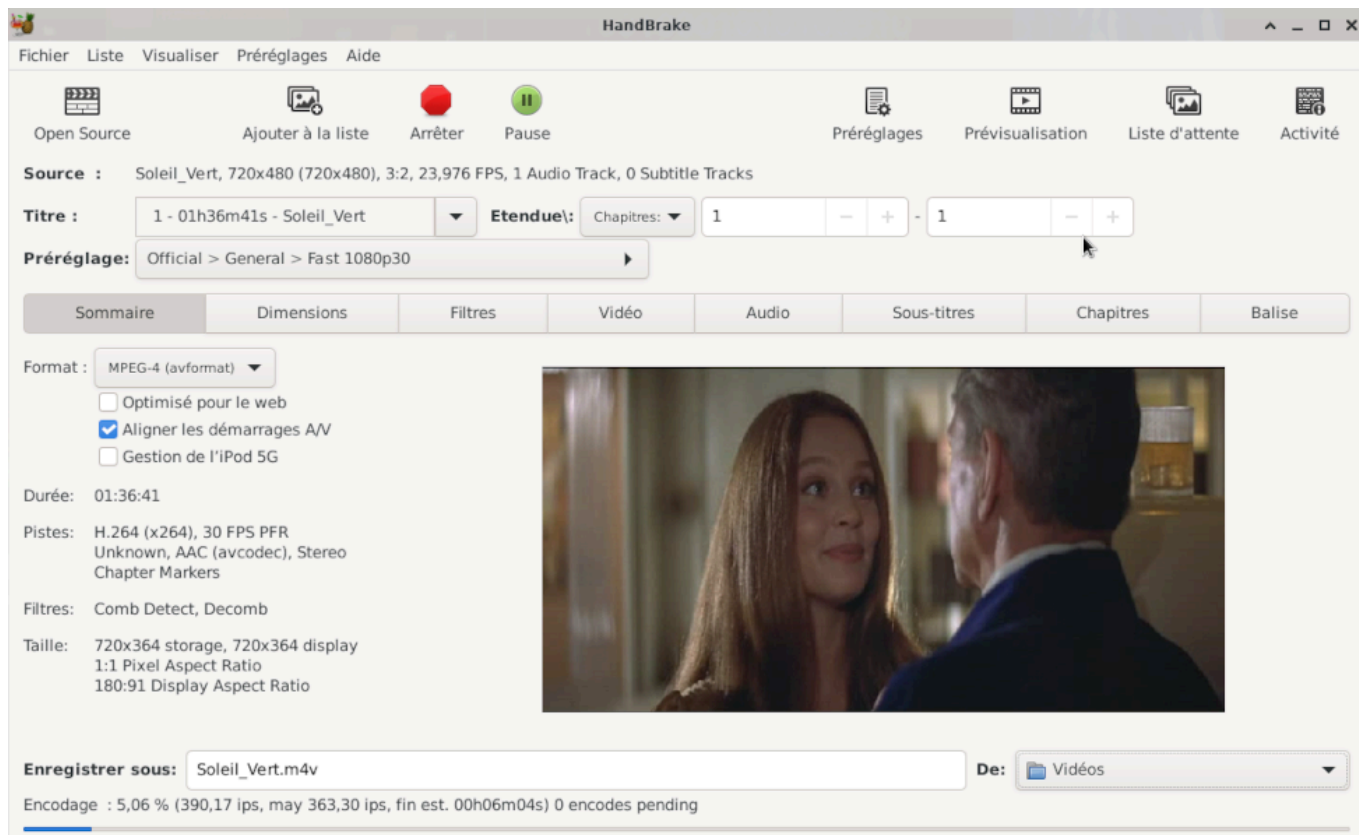 HandBrake
Fichier Liste Visualiser Préréglages Aide
Open Source Ajouter à la liste Arrêter Pause Préréglages Prévisualisation Liste d'attente Activité
Source : Soleil_Vert, 720x480 (720x480), 3:2, 23,976 FPS, 1 Audio Track, 0 Subtitle Tracks
Titre : 1 - 01h36m41s - Soleil_Vert Etendue\: Chapitres: 1 - 1
Préréglage: Official > General > Fast 1080p30
Sommaire Dimensions Filtres Vidéo Audio Sous-titres Chapitres Balise
Format : MPEG-4 (avformat)
Optimisé pour le web
Aligner les démarrages A/V
Gestion de l'iPod 5G
Durée: 01:36:41
Pistes: H.264 (x264), 30 FPS PFR
Unknown, AAC (avcodec), Stereo
Chapter Markers
Filtres: Comb Detect, Decomb
Taille: 720x364 storage, 720x364 display
1:1 Pixel Aspect Ratio
180:91 Display Aspect Ratio
Enregistrer sous: Soleil_Vert.m4v De: Vidéos
Encodage : 5,06 % (390,17 ips, may 363,30 ips, fin est. 00h06m04s) 0 encodes pending